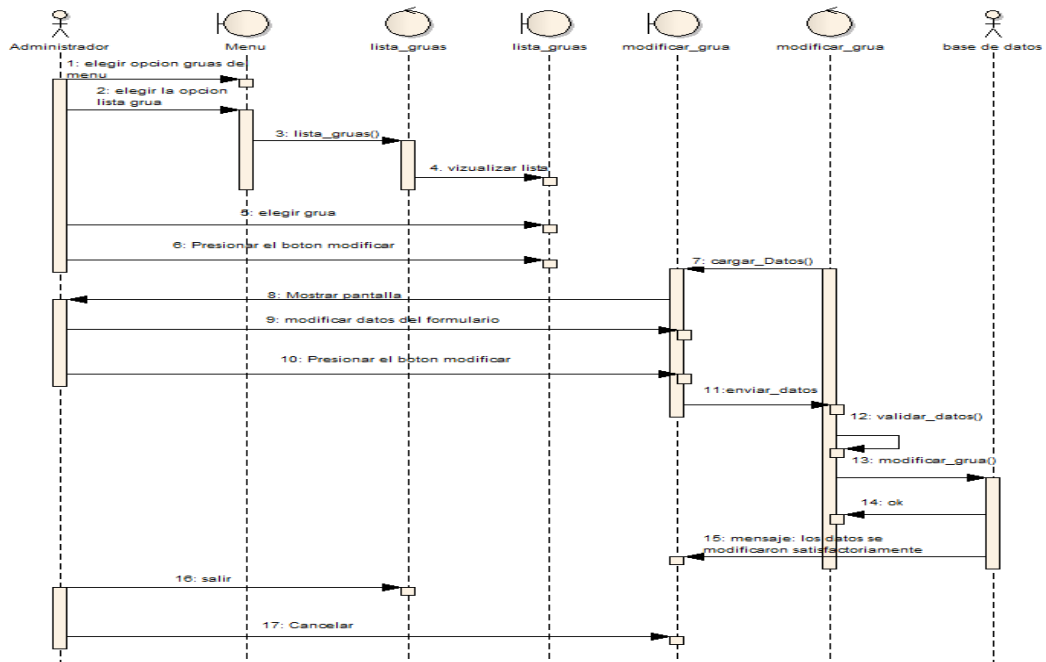 Administrador
Menu
lista_gruas
lista_gruas
modificar_grua
modificar_grua
base de datos
1: elegir opcion gruas de
menu
2: elegir la opcion
lista grua
3: lista_gruas()
4. vizualizar lista
5: elegir grua
6: Presionar el boton modificar
7: cargar_Datos()
8: Mostrar pantalla
9: modificar datos del formulario
10: Presionar el boton modificar
11:enviar_datos
12: validar_datos()
13: modificar_grua()
14: ok
15: mensaje: los datos se
modificaron satisfactoriamente
16: salir
17: Cancelar